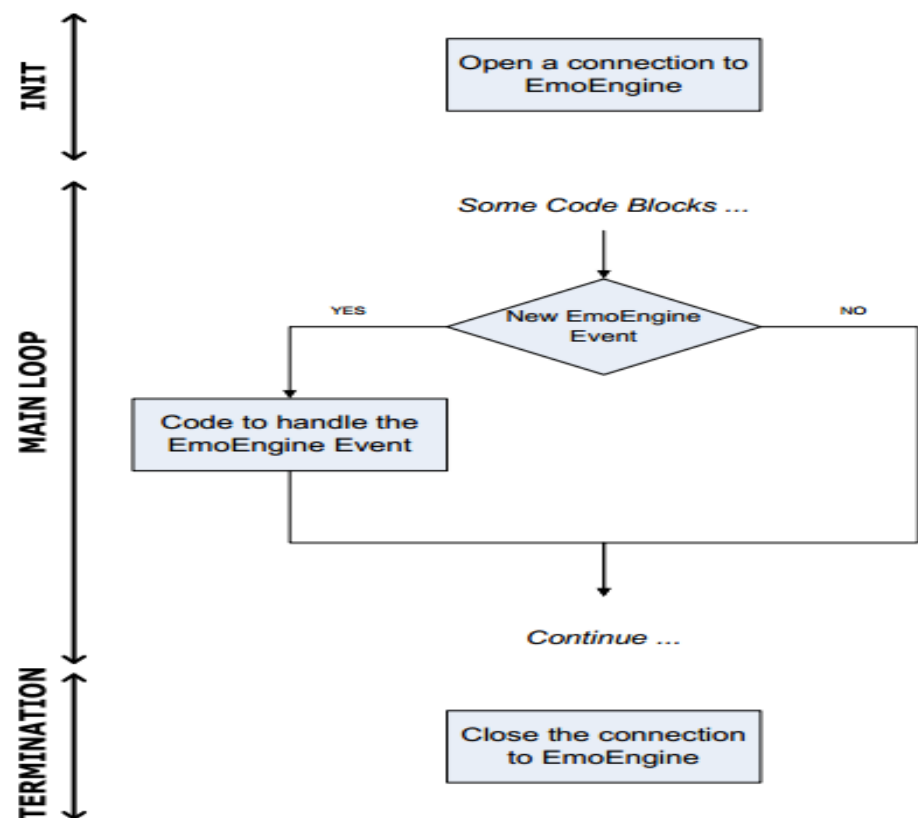 INIT
Open a connection to
EmoEngine
MAIN LOOP
Some Code Blocks ...
YES
New EmoEngine
Event
NO
Code to handle the
EmoEngine Event
Continue ...
TERMINATION
Close the connection
to EmoEngine